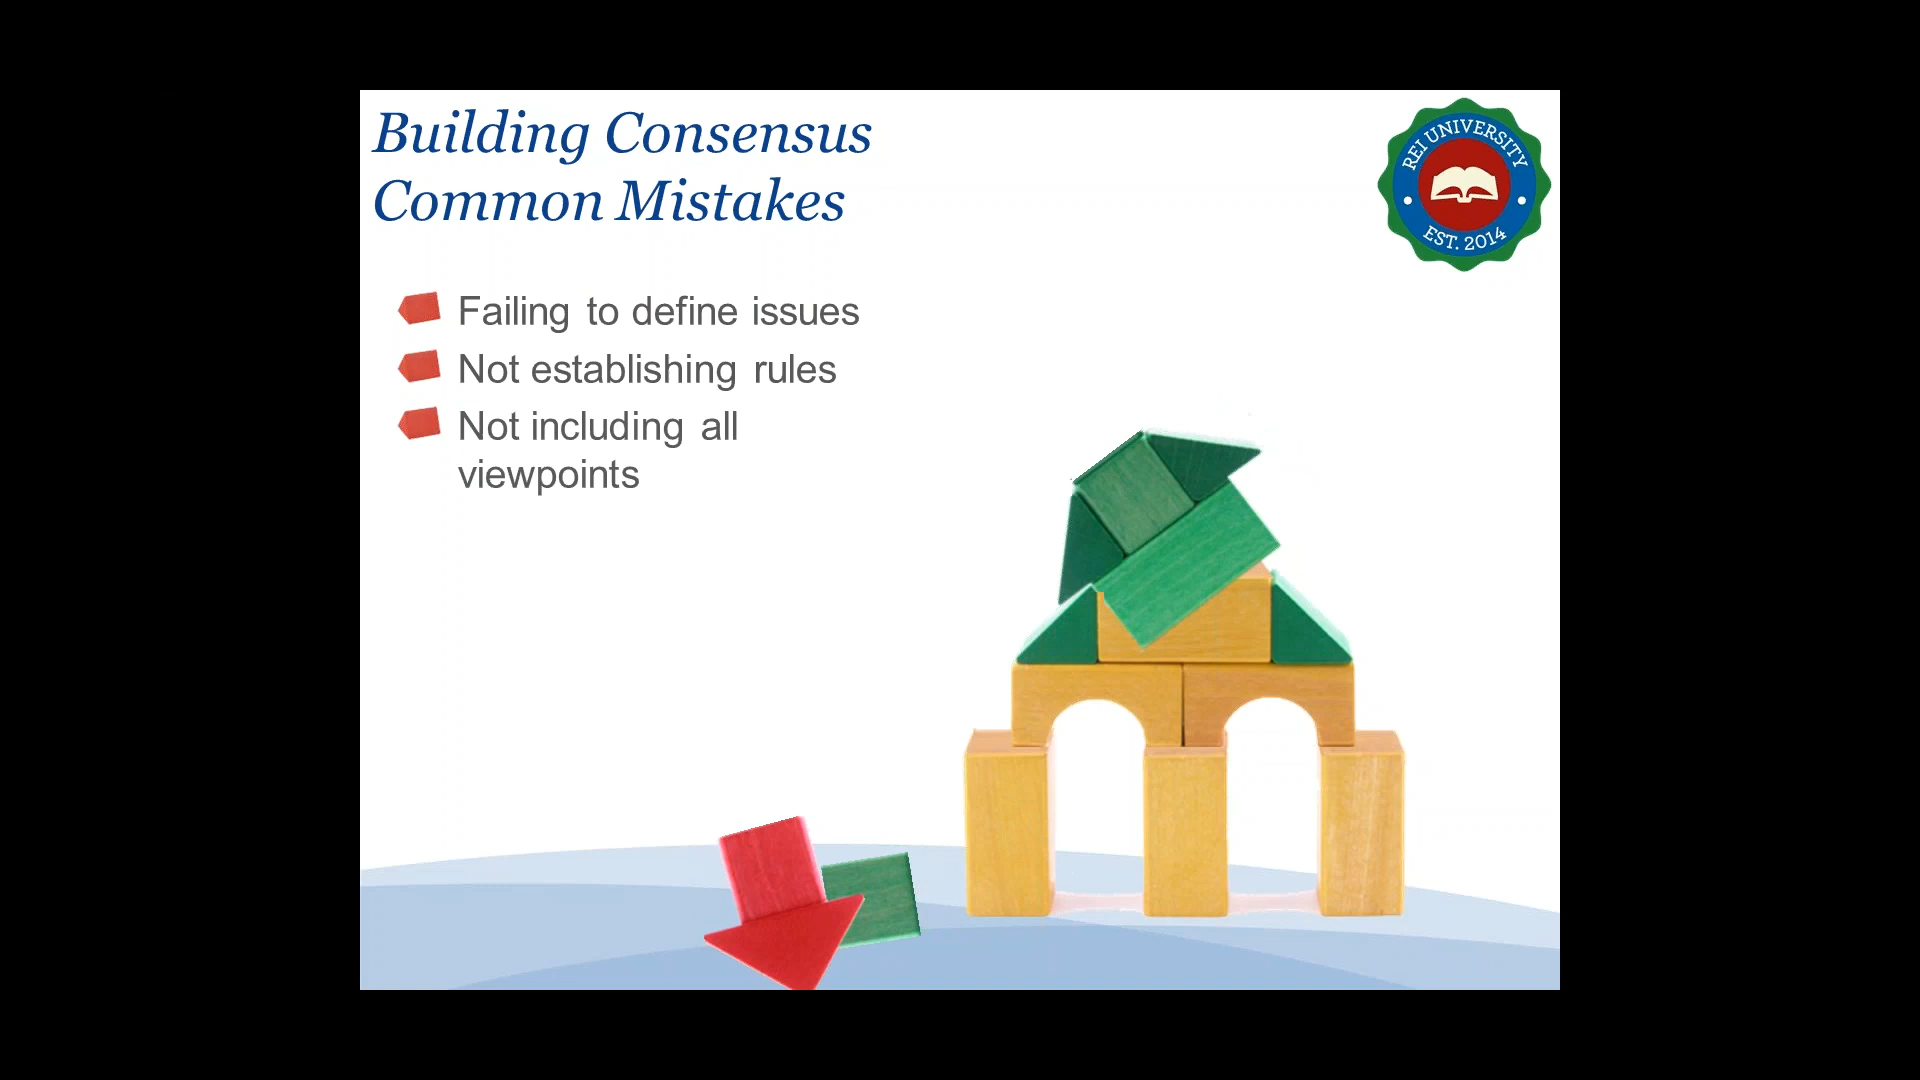 Building Consensus
Common Mistakes
REI UNIVERSITY
EST. 2014
Failing to define issues
Not establishing rules
Not including all
viewpoints